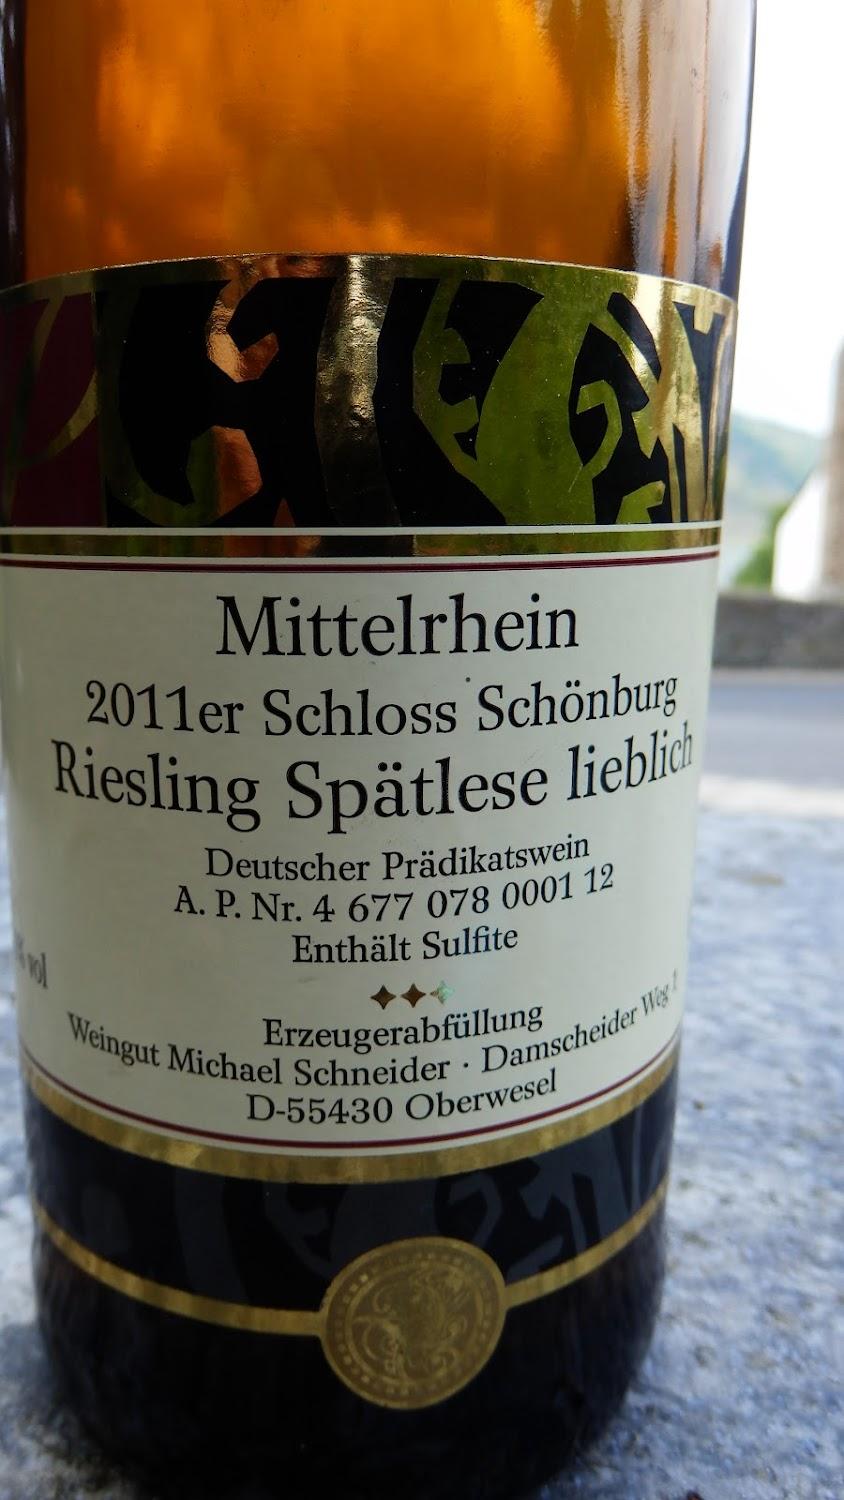 Mittelrhein
2011er Schloss Schönburg
Riesling Spätlese lieblich
Deutscher Prädikatswein
A. P. Nr. 4 677 078 0001 12
Enthält Sulfite
% vol
Erzeugerabfüllung
Weingut Michael Schneider · Damscheider Weg 1
D-55430 Oberwesel